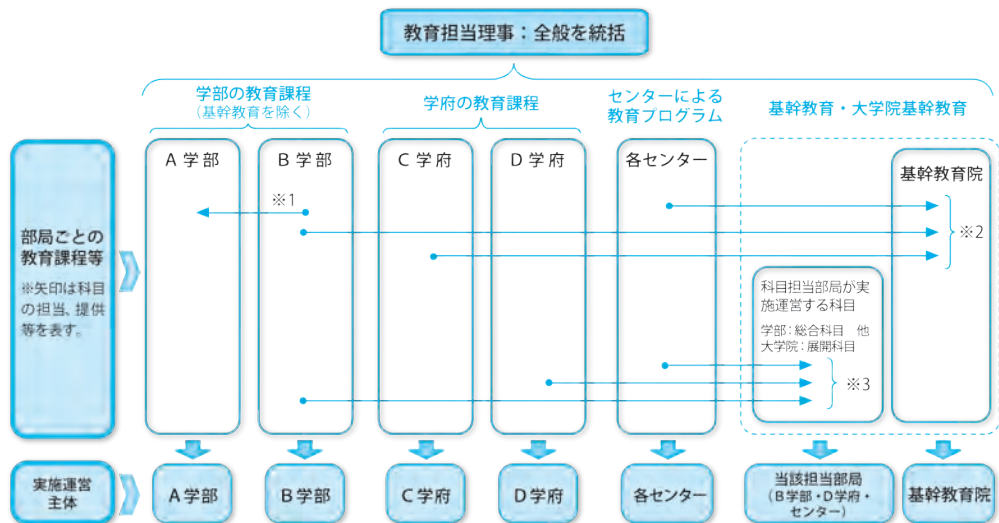 教育担当理事：全般を統括
学部の教育課程
（基幹教育を除く）
学府の教育課程
センターによる
教育プログラム
基幹教育・大学院基幹教育
部局ごとの
教育課程等
※矢印は科目
の担当、提供
等を表す。
A 学部
B 学部
C 学府
D 学府
各センター
基幹教育院
※1
※2
科目担当部局が実
施運営する科目
学部：総合科目　他
大学院：展開科目
※3
実施運営
主体
A学部
B学部
C学府
D学府
各センター
当該担当部局
（B学部・D学府・
センター）
基幹教育院